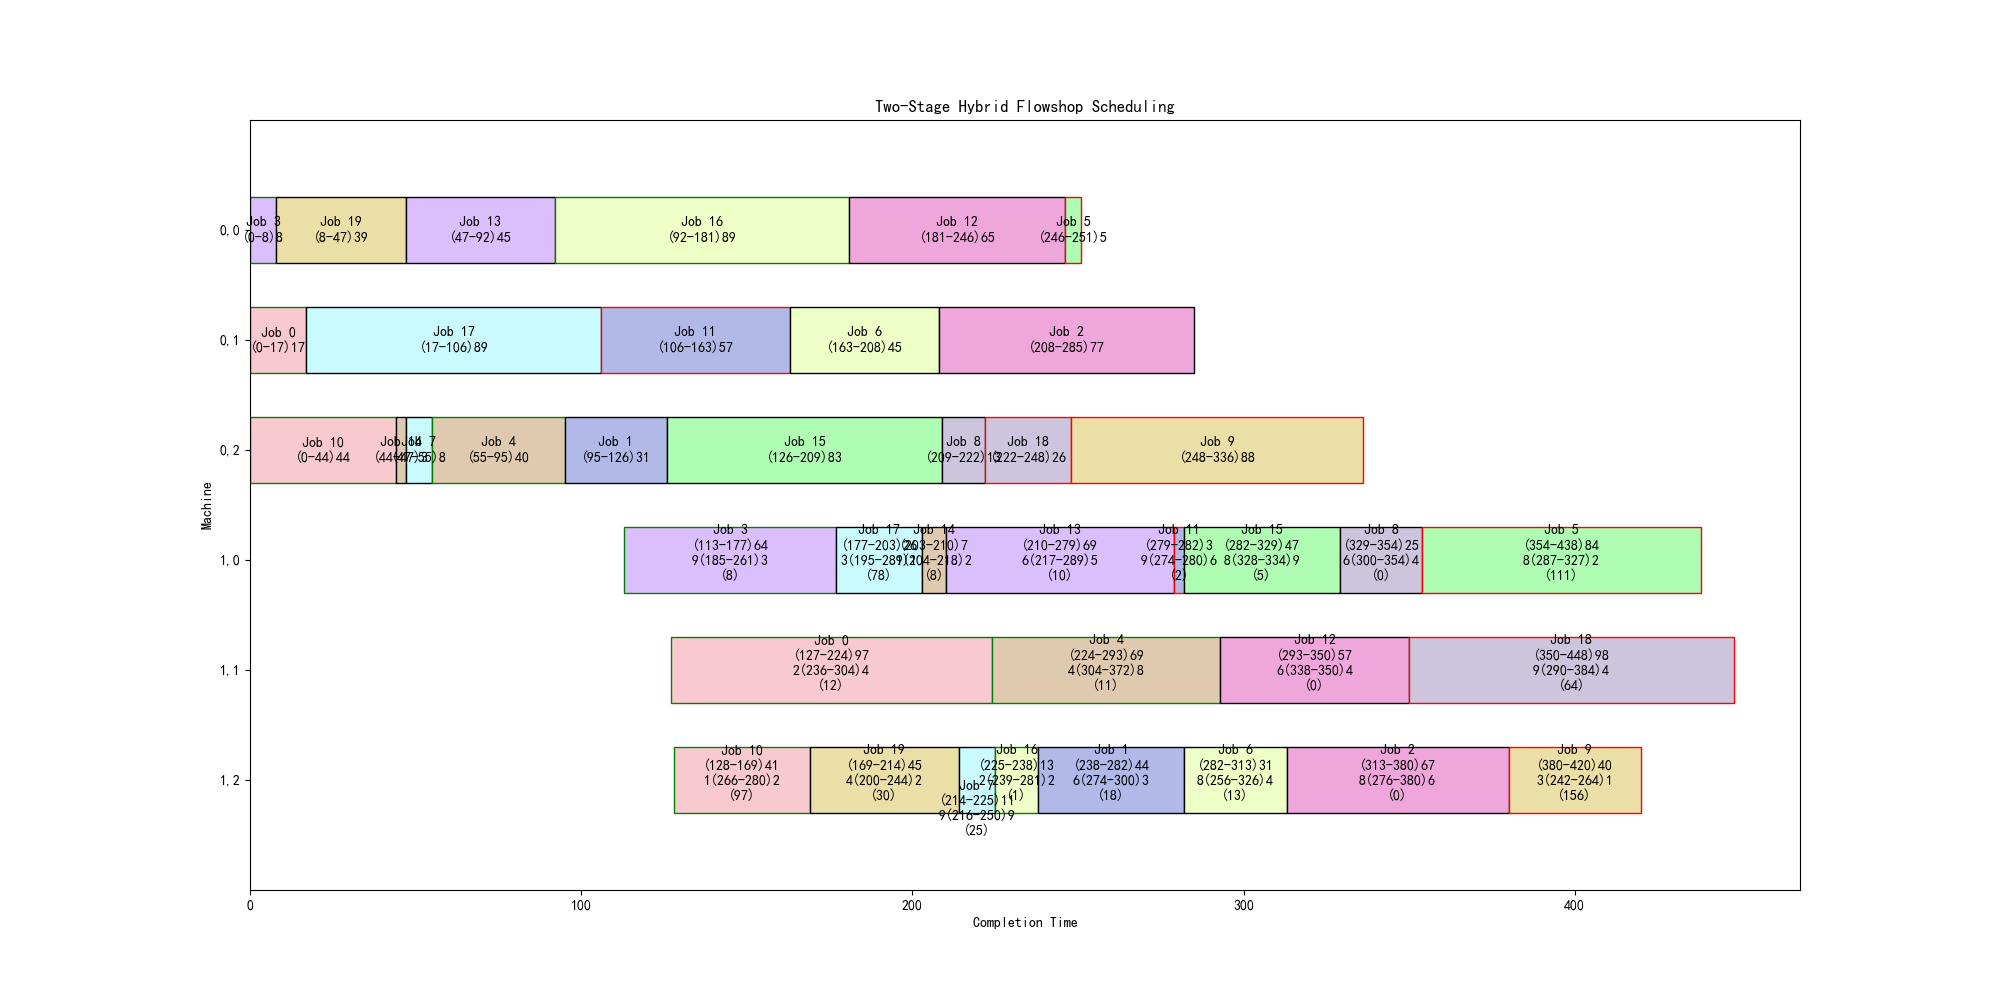 Two-Stage Hybrid Flowshop Scheduling
Machine
0,0
Job 3
(0-8)8
Job 19
(8-47)39
Job 13
(47-92)45
Job 16
(92-181)89
Job 12
(181-246)65
Job 5
(246-251)5
0,1
Job 0
(0-17)17
Job 17
(17-106)89
Job 11
(106-163)57
Job 6
(163-208)45
Job 2
(208-285)77
0,2
Job 10
(0-44)44
Job 14
(44-47)3
Job 7
(47-55)8
Job 4
(55-95)40
Job 1
(95-126)31
Job 15
(126-209)83
Job 8
(209-222)13
Job 18
(222-248)26
Job 9
(248-336)88
1,0
Job 3
(113-177)64
9(185-261)3
(8)
Job 17
(177-203)26
(78)
Job 14
(203-210)7
(8)
Job 13
(210-279)69
6(217-289)5
(10)
Job 11
(279-282)3
9(274-280)6
(2)
Job 15
(282-329)47
8(328-334)9
(5)
Job 8
(329-354)25
6(300-354)4
(0)
Job 5
(354-438)84
8(287-327)2
(111)
1,1
Job 0
(127-224)97
2(236-304)4
(12)
Job 4
(224-293)69
4(304-372)8
(11)
Job 12
(293-350)57
6(338-350)4
(0)
Job 18
(350-448)98
9(290-384)4
(64)
1,2
Job 10
(128-169)41
1(266-280)2
(97)
Job 19
(169-214)45
4(200-244)2
(30)
Job 7
(214-225)11
9(216-250)9
(25)
Job 16
(225-238)13
2(239-281)2
(1)
Job 1
(238-282)44
6(274-300)3
(18)
Job 6
(282-313)31
8(256-326)4
(13)
Job 2
(313-380)67
8(276-380)6
(0)
Job 9
(380-420)40
3(242-264)1
(156)
0
100
200
300
400
Completion Time